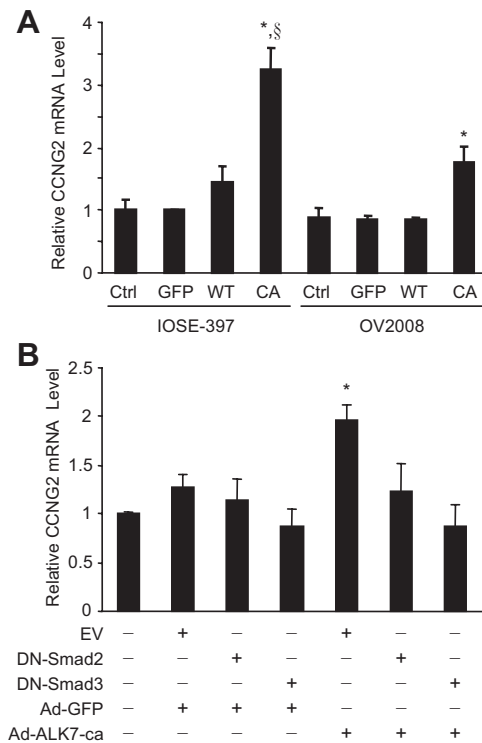 A
Relative CCNG2 mRNA Level
4
3
2
1
0
*,§
*
Ctrl GFP WT CA Ctrl GFP WT CA
IOSE-397 OV2008
B
Relative CCNG2 mRNA Level
2.5
2
1.5
1
0.5
0
*
EV – + – – + – –
DN-Smad2 – – + – – + –
DN-Smad3 – – – + – – +
Ad-GFP – + + + – – –
Ad-ALK7-ca – – – – + + +